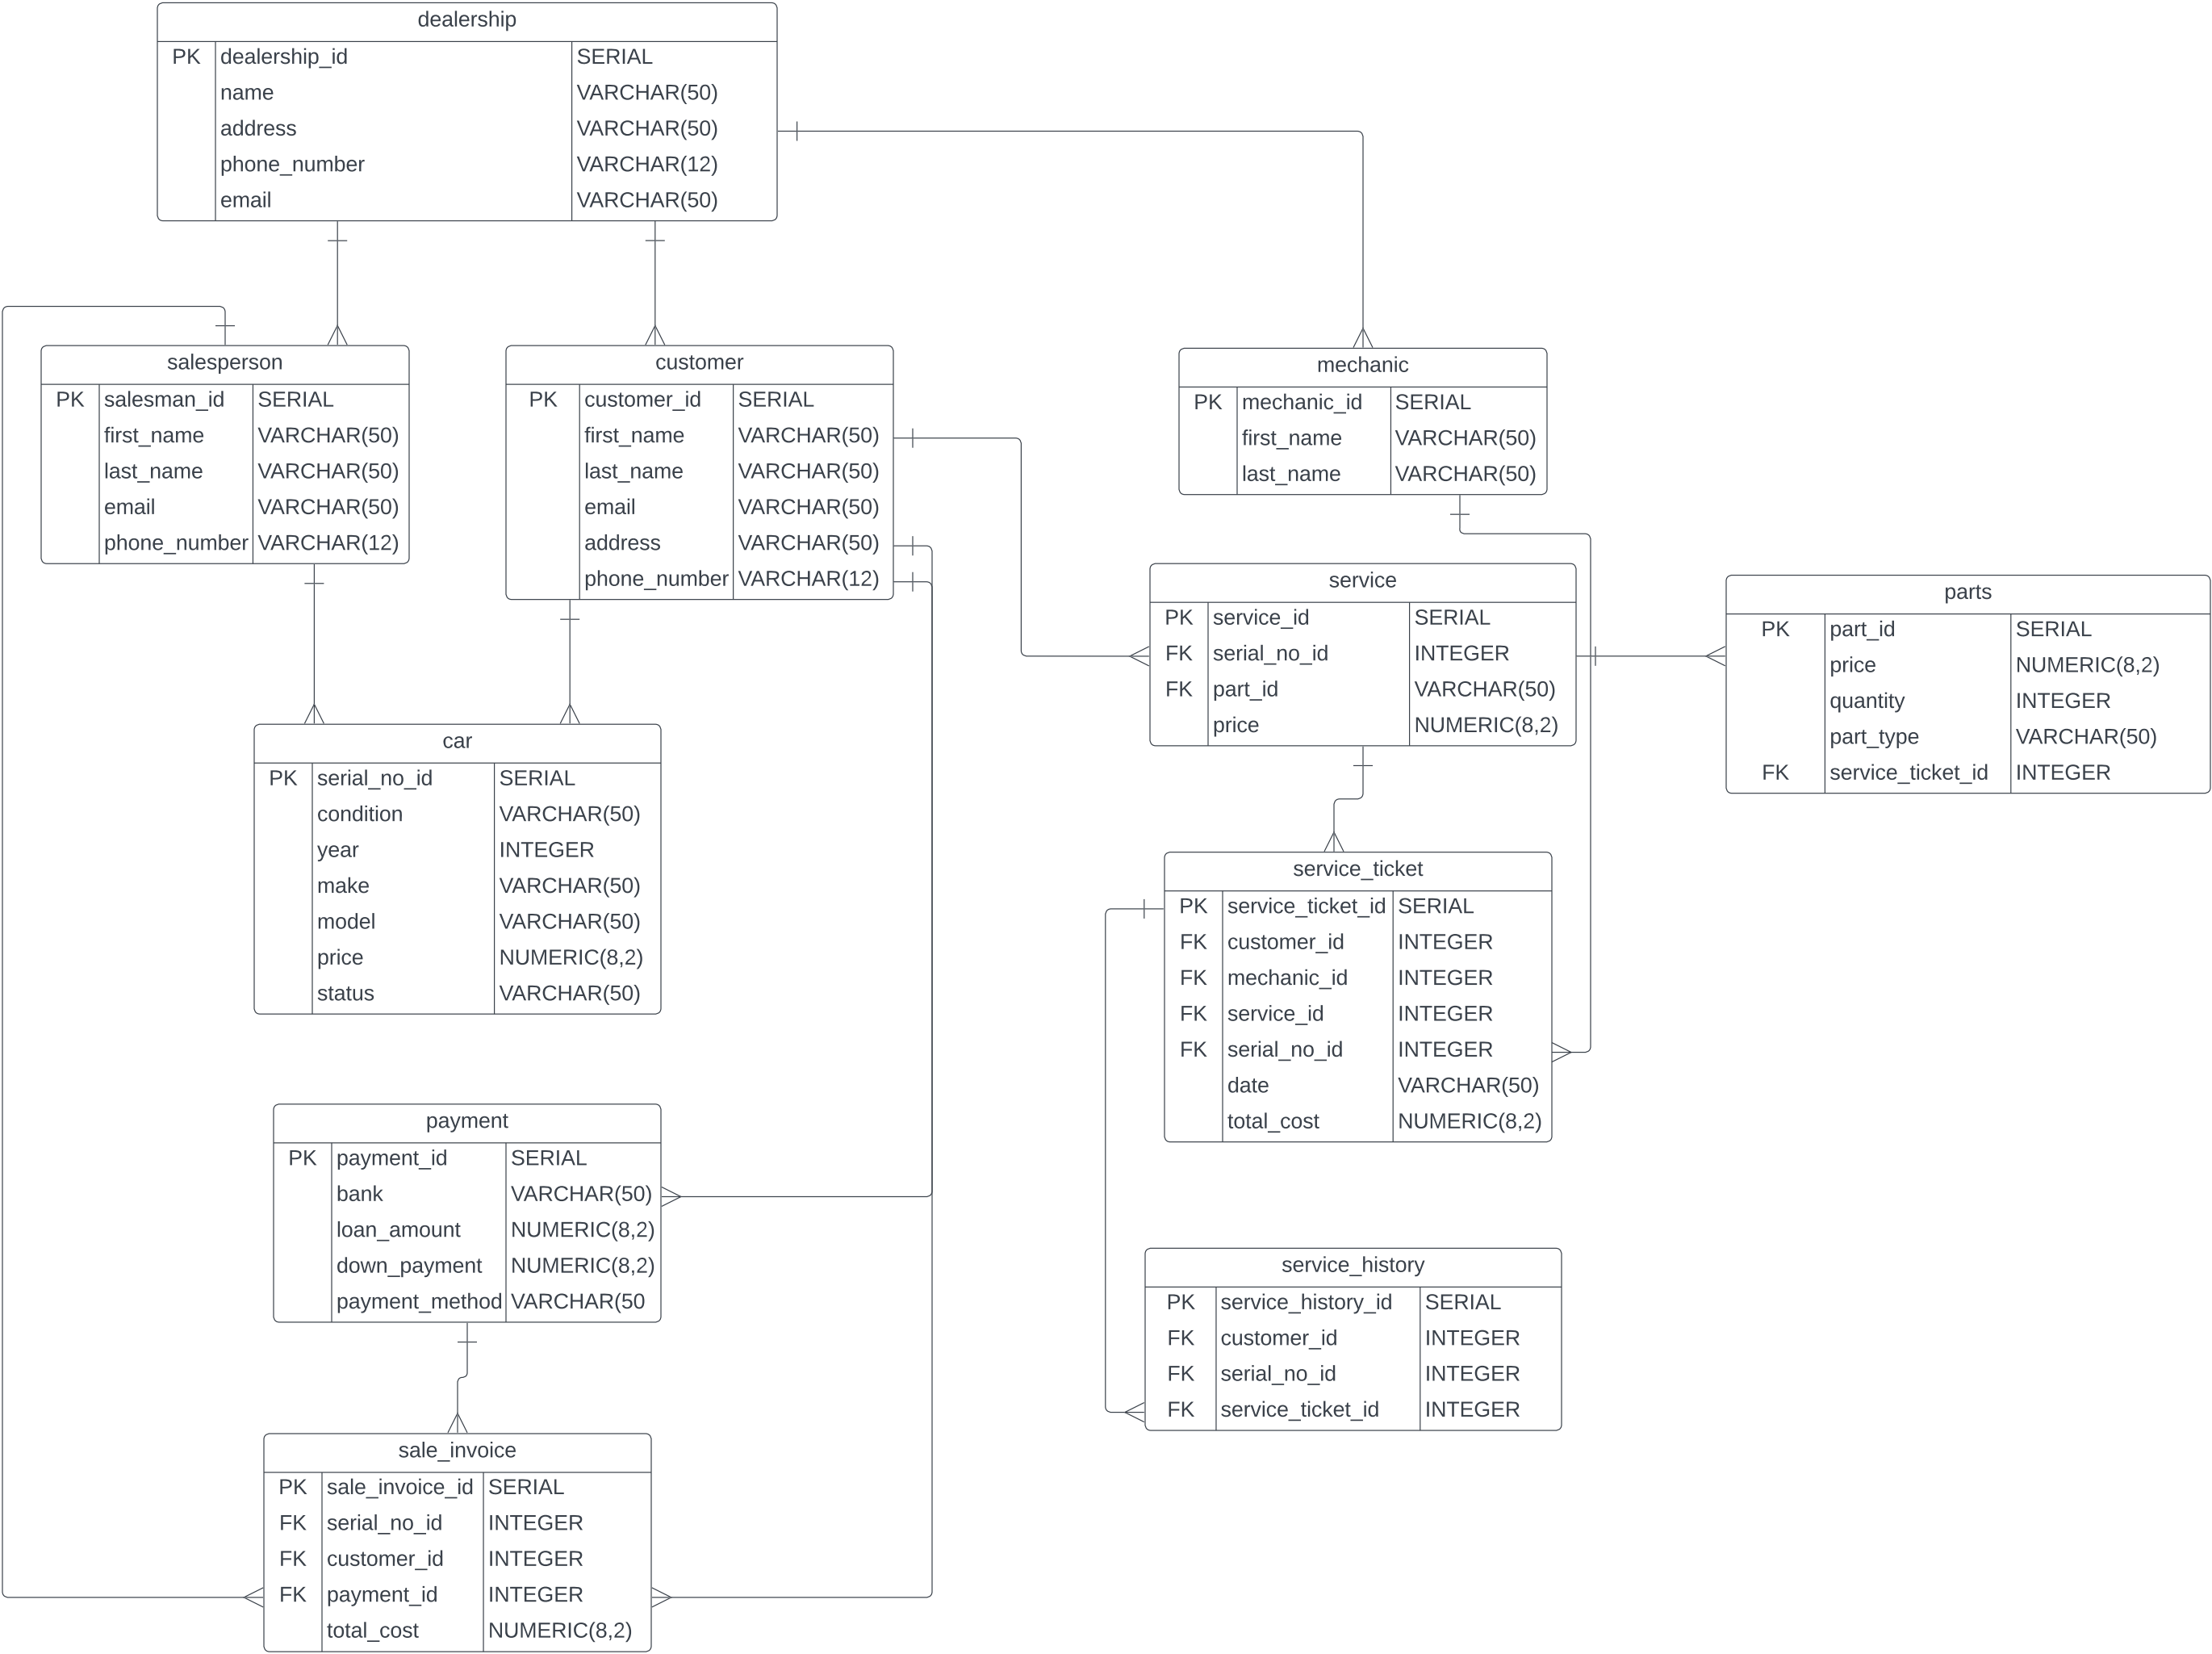 dealership
PK dealership_id SERIAL
name VARCHAR(50)
address VARCHAR(50)
phone_number VARCHAR(12)
email VARCHAR(50)
salesperson
PK salesman_id SERIAL
first_name VARCHAR(50)
last_name VARCHAR(50)
email VARCHAR(50)
phone_number VARCHAR(12)
customer
PK customer_id SERIAL
first_name VARCHAR(50)
last_name VARCHAR(50)
email VARCHAR(50)
address VARCHAR(50)
phone_number VARCHAR(12)
mechanic
PK mechanic_id SERIAL
first_name VARCHAR(50)
last_name VARCHAR(50)
service
PK service_id SERIAL
FK serial_no_id INTEGER
FK part_id VARCHAR(50)
price NUMERIC(8,2)
parts
PK part_id SERIAL
price NUMERIC(8,2)
quantity INTEGER
part_type VARCHAR(50)
FK service_ticket_id INTEGER
car
PK serial_no_id SERIAL
condition VARCHAR(50)
year INTEGER
make VARCHAR(50)
model VARCHAR(50)
price NUMERIC(8,2)
status VARCHAR(50)
service_ticket
PK service_ticket_id SERIAL
FK customer_id INTEGER
FK mechanic_id INTEGER
FK service_id INTEGER
FK serial_no_id INTEGER
date VARCHAR(50)
total_cost NUMERIC(8,2)
payment
PK payment_id SERIAL
bank VARCHAR(50)
loan_amount NUMERIC(8,2)
down_payment NUMERIC(8,2)
payment_method VARCHAR(50
service_history
PK service_history_id SERIAL
FK customer_id INTEGER
FK serial_no_id INTEGER
FK service_ticket_id INTEGER
sale_invoice
PK sale_invoice_id SERIAL
FK serial_no_id INTEGER
FK customer_id INTEGER
FK payment_id INTEGER
total_cost NUMERIC(8,2)